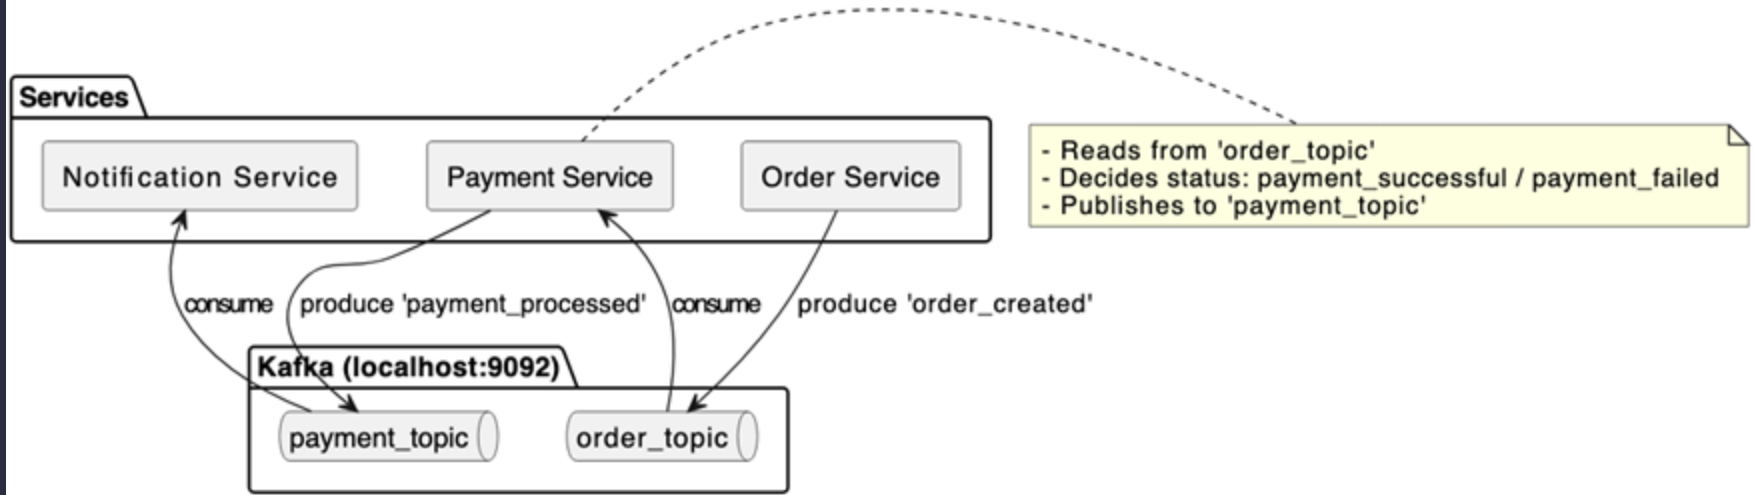 Services
Notification Service
Payment Service
Order Service
- Reads from 'order_topic'
- Decides status: payment_successful / payment_failed
- Publishes to 'payment_topic'
consume
produce 'payment_processed'
consume
produce 'order_created'
Kafka (localhost:9092)
payment_topic
order_topic